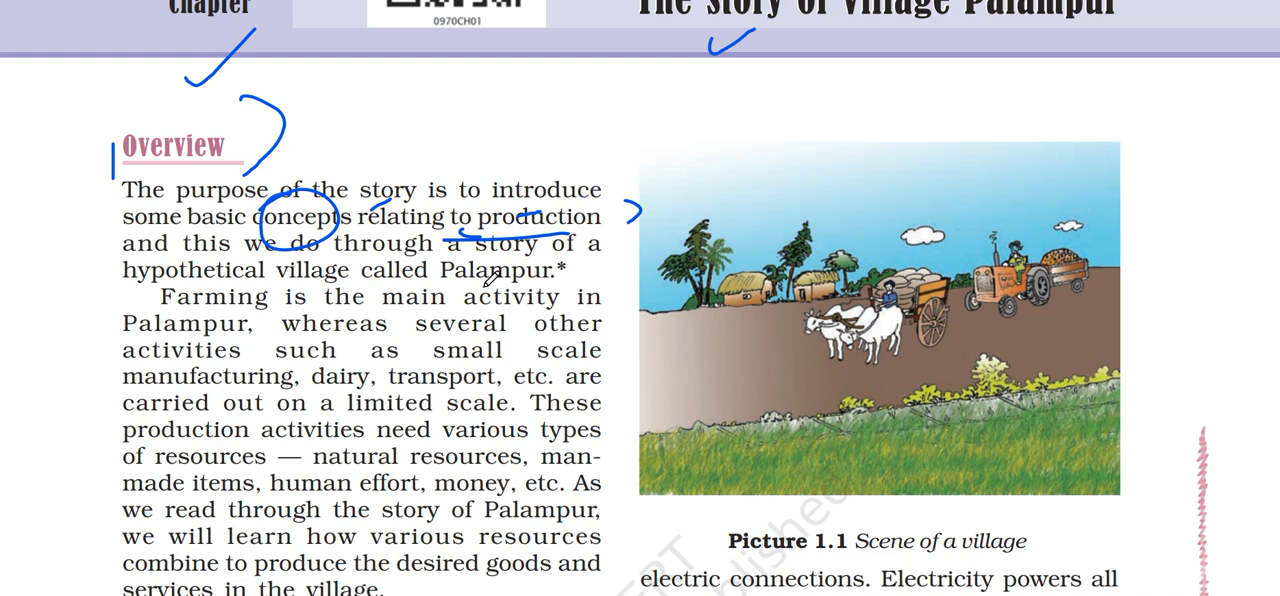 Chapter
The Story of Village Palampur
0970CH01
Overview
The purpose of the story is to introduce
some basic concepts relating to production
and this we do through a story of a
hypothetical village called Palampur.*
Farming is the main activity in
Palampur, whereas several other
activities such as small scale
manufacturing, dairy, transport, etc. are
carried out on a limited scale. These
production activities need various types
of resources — natural resources, man-
made items, human effort, money, etc. As
we read through the story of Palampur,
we will learn how various resources
combine to produce the desired goods and
services in the village.
Picture 1.1 Scene of a village
electric connections. Electricity powers all